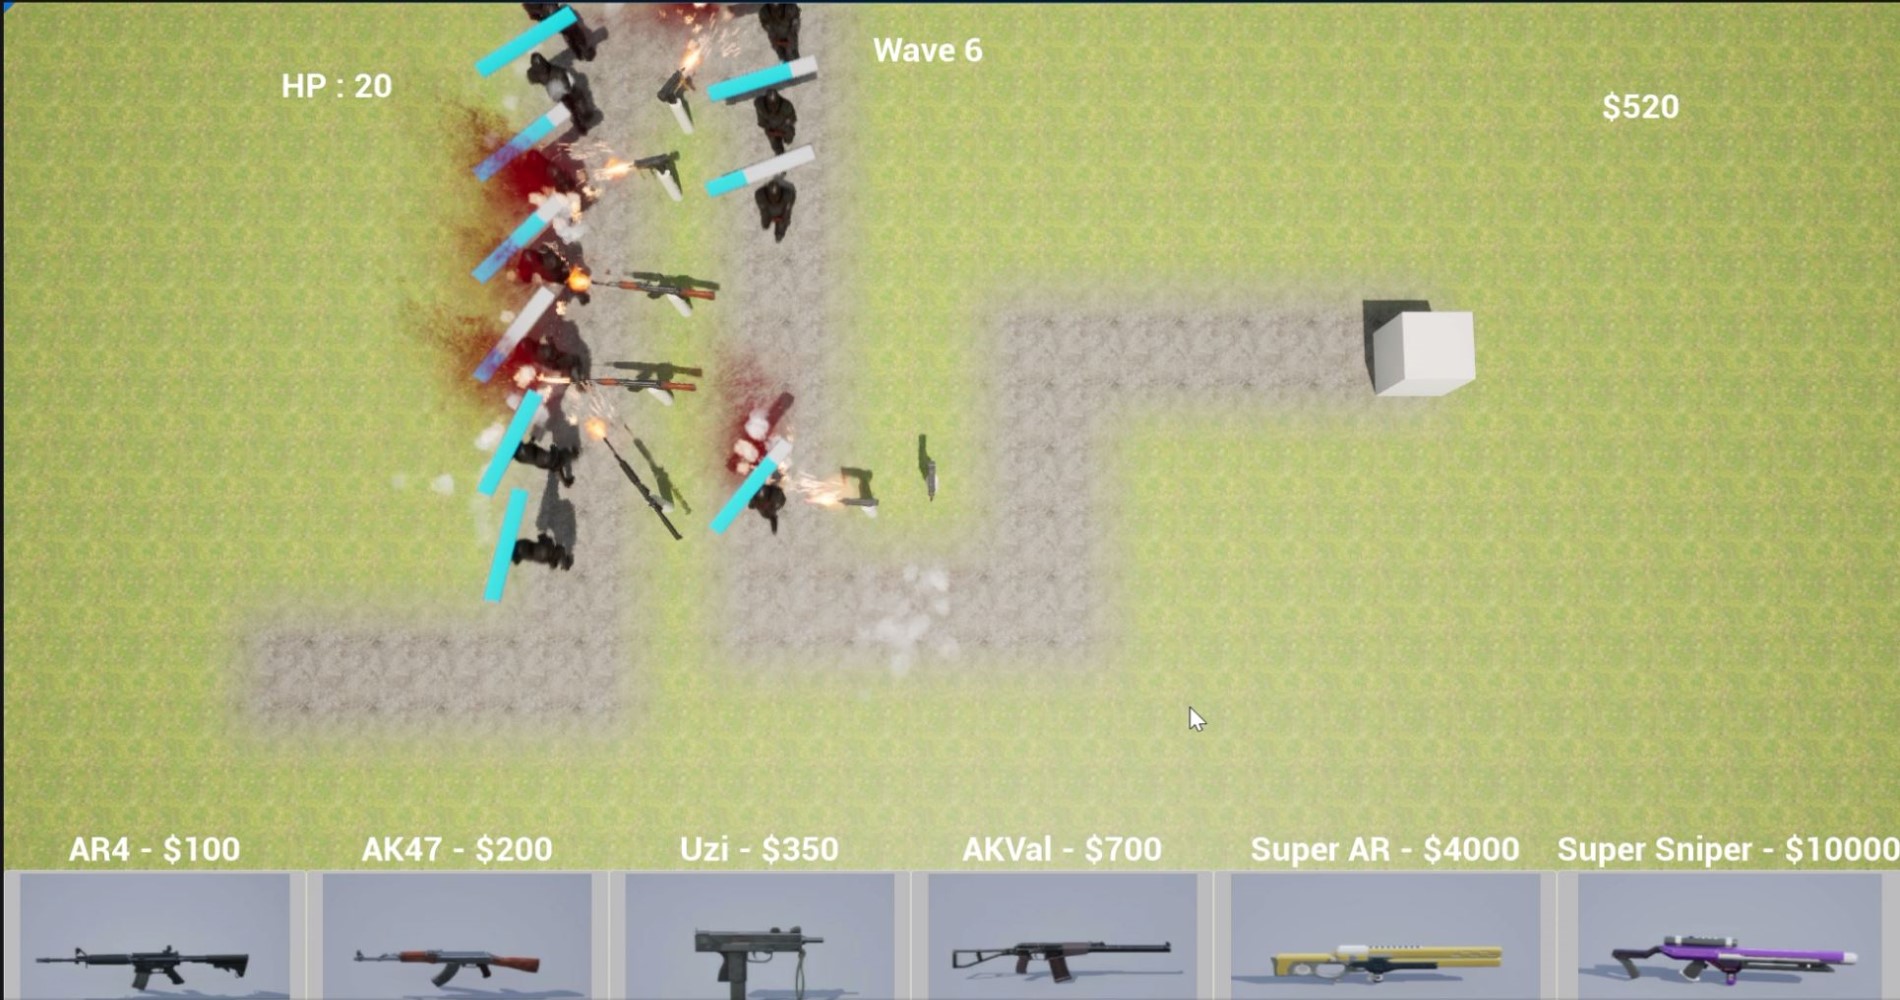 Wave 6
HP : 20
$520
AR4 - $100
AK47 - $200
Uzi - $350
AKVal - $700
Super AR - $4000
Super Sniper - $10000